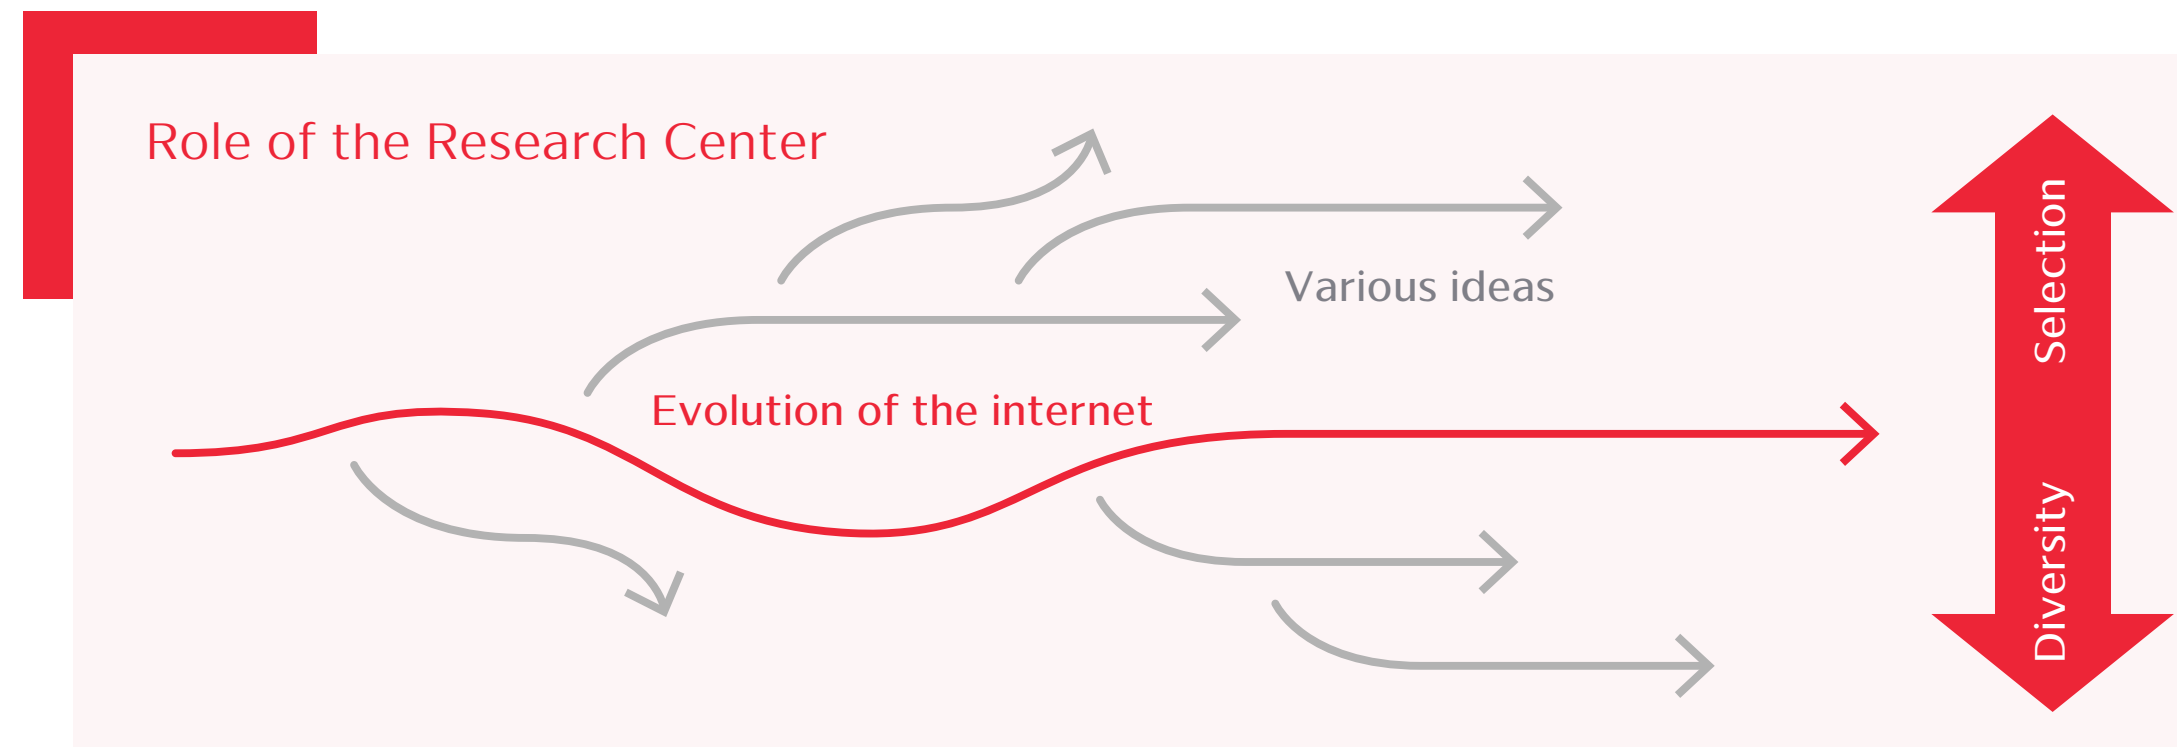 Role of the Research Center
Various ideas
Evolution of the internet
Selection
Diversity